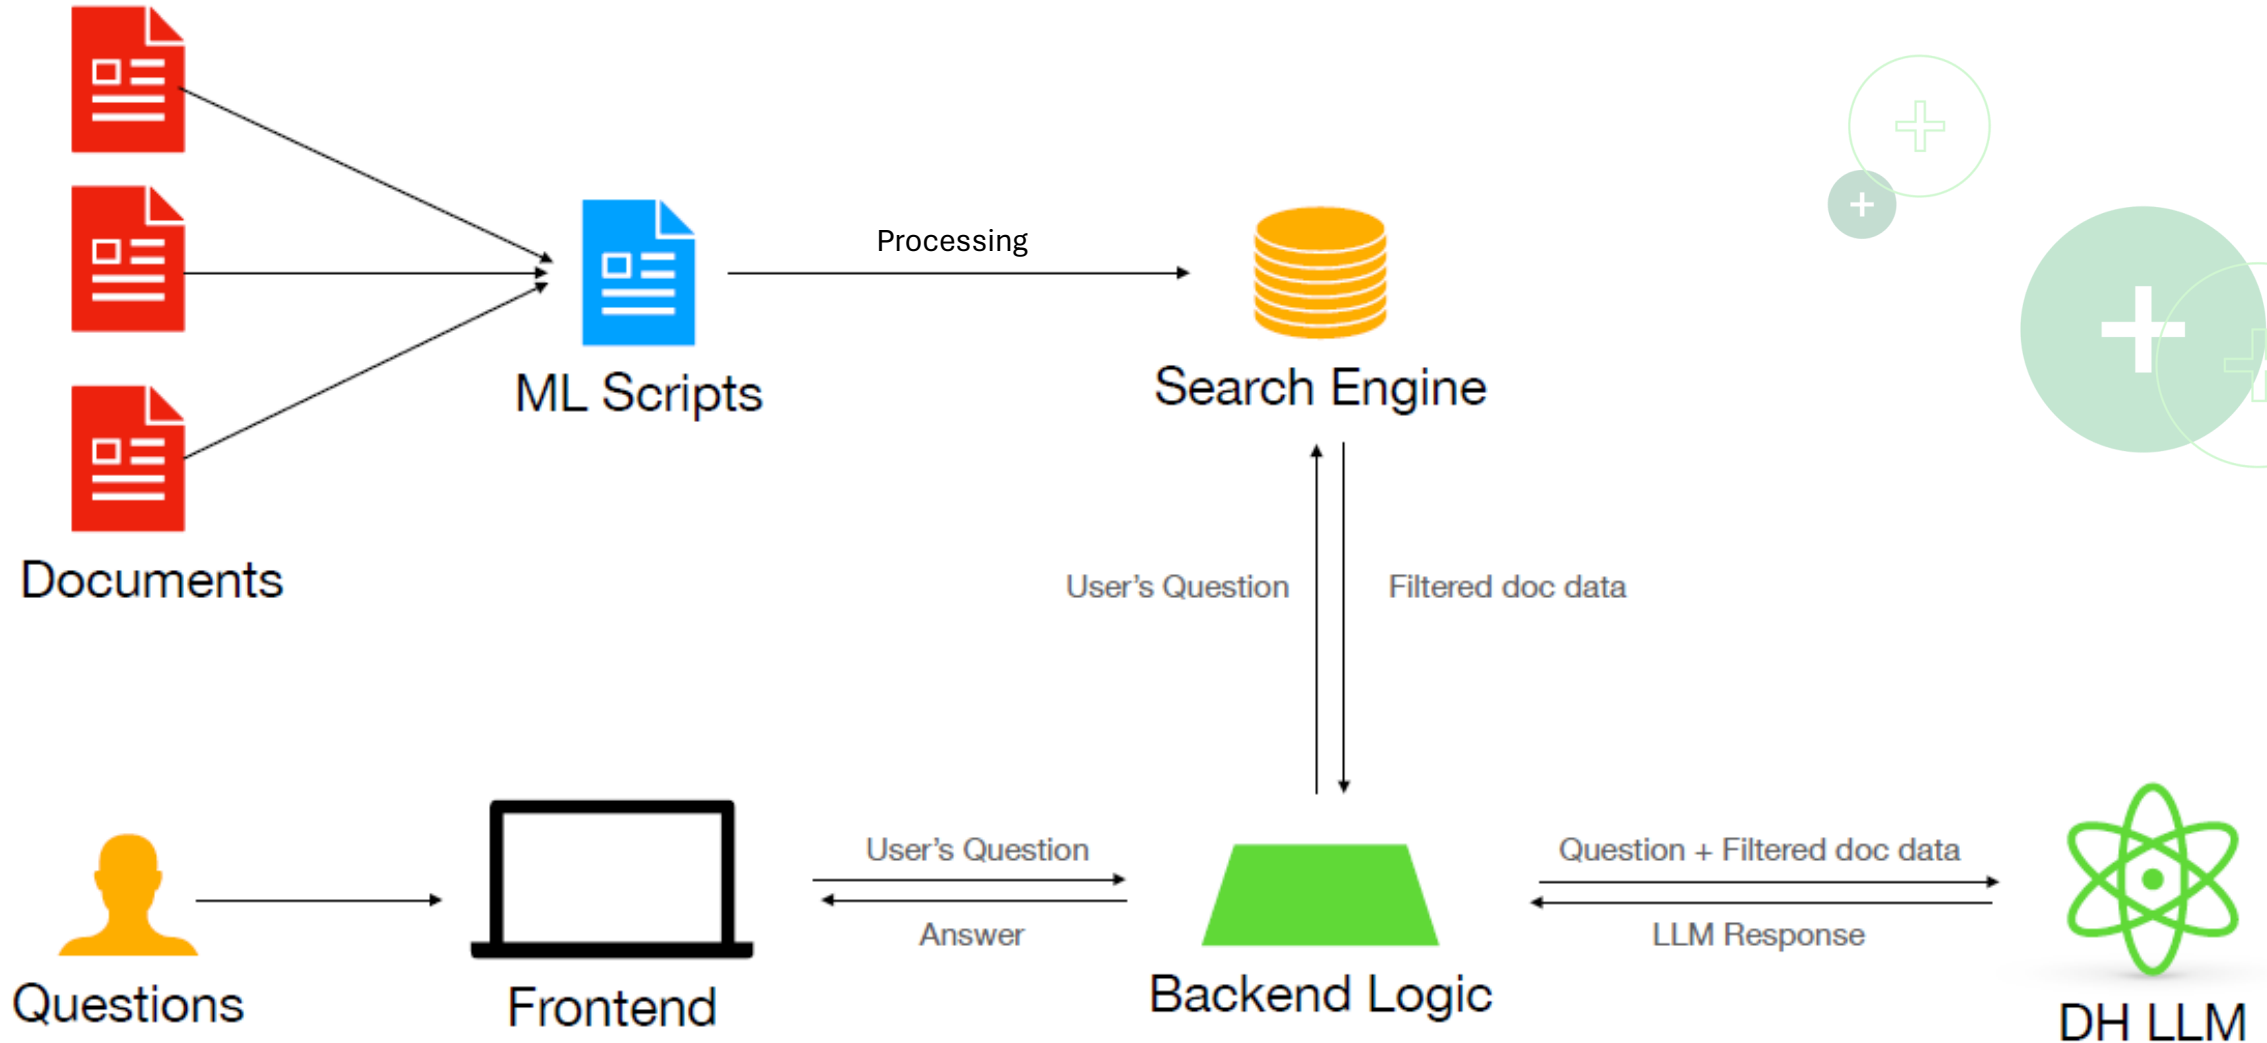 Processing
ML Scripts
Search Engine
Documents
User's Question
Filtered doc data
User's Question
Answer
Question + Filtered doc data
LLM Response
Questions
Frontend
Backend Logic
DH LLM